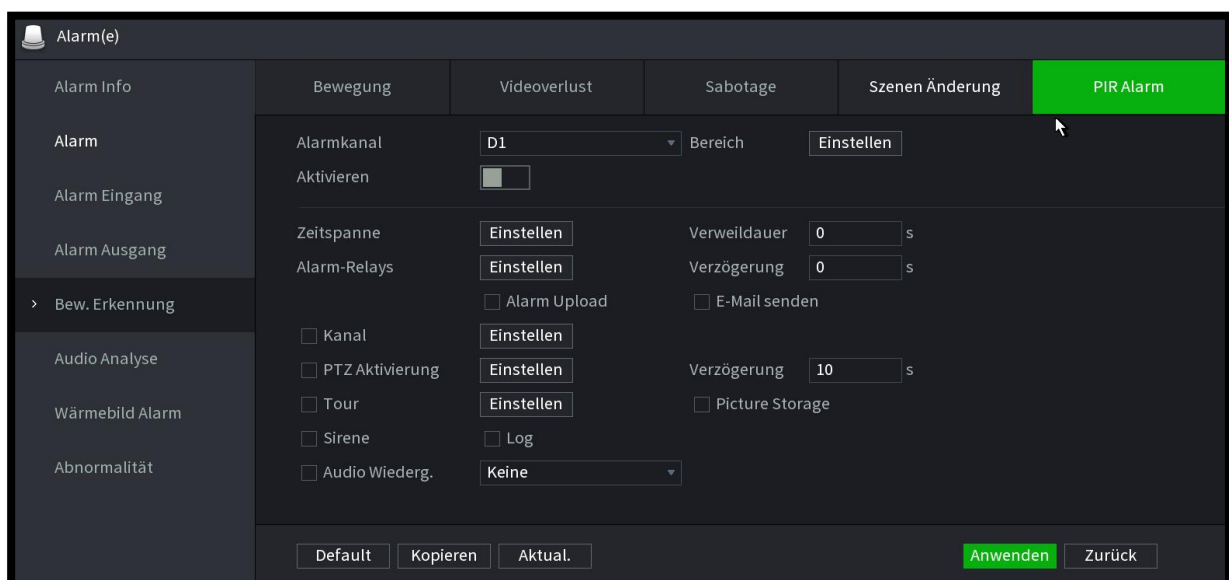 Alarm(e)
Alarm Info
Alarm
Alarm Eingang
Alarm Ausgang
Bew. Erkennung
Audio Analyse
Wärmebild Alarm
Abnormalität
Bewegung Videoverlust Sabotage Szenen Änderung PIR Alarm
Alarmkanal D1 Bereich Einstellen
Aktivieren
Zeitspanne Einstellen Verweildauer 0 s
Alarm-Relays Einstellen Verzögerung 0 s
Alarm Upload E-Mail senden
Kanal Einstellen
PTZ Aktivierung Einstellen Verzögerung 10 s
Tour Einstellen Picture Storage
Sirene Log
Audio Wiederg. Keine
Default Kopieren Aktual. Anwenden Zurück